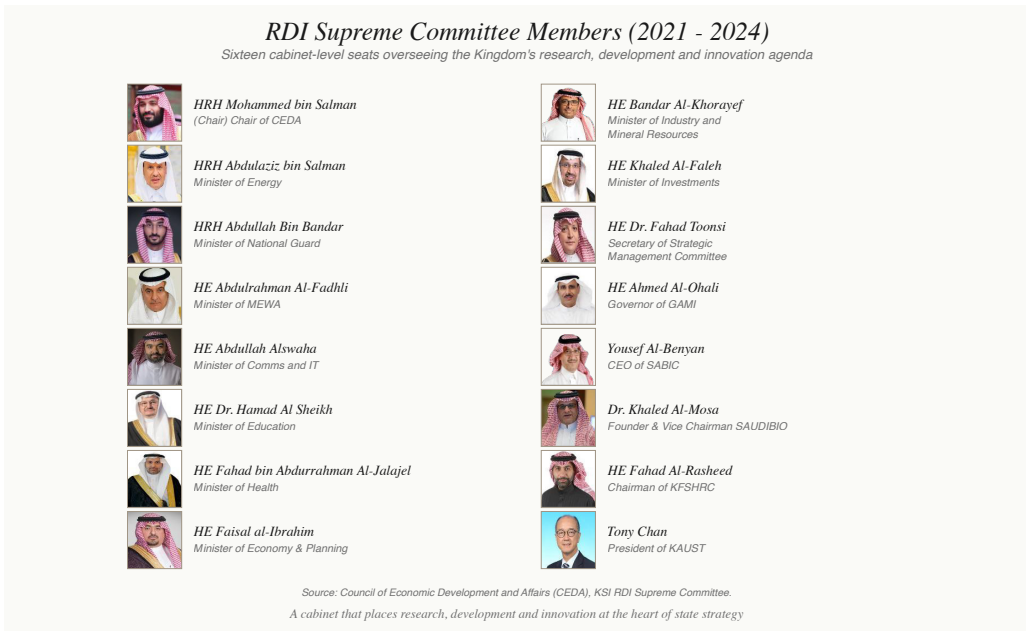 RDI Supreme Committee Members (2021 - 2024)
Sixteen cabinet-level seats overseeing the Kingdom's research, development and innovation agenda
HRH Mohammed bin Salman
(Chair) Chair of CEDA
HRH Abdulaziz bin Salman
Minister of Energy
HRH Abdullah Bin Bandar
Minister of National Guard
HE Abdulrahman Al-Fadhli
Minister of MEWA
HE Abdullah Alswaha
Minister of Comms and IT
HE Dr. Hamad Al Sheikh
Minister of Education
HE Fahad bin Abdurrahman Al-Jalajel
Minister of Health
HE Faisal al-Ibrahim
Minister of Economy & Planning
HE Bandar Al-Khorayef
Minister of Industry and
Mineral Resources
HE Khaled Al-Faleh
Minister of Investments
HE Dr. Fahad Toonsi
Secretary of Strategic
Management Committee
HE Ahmed Al-Ohali
Governor of GAMI
Yousef Al-Benyan
CEO of SABIC
Dr. Khaled Al-Mosa
Founder & Vice Chairman SAUDIBIO
HE Fahad Al-Rasheed
Chairman of KFSHRC
Tony Chan
President of KAUST
Source: Council of Economic Development and Affairs (CEDA), KSI RDI Supreme Committee.
A cabinet that places research, development and innovation at the heart of state strategy